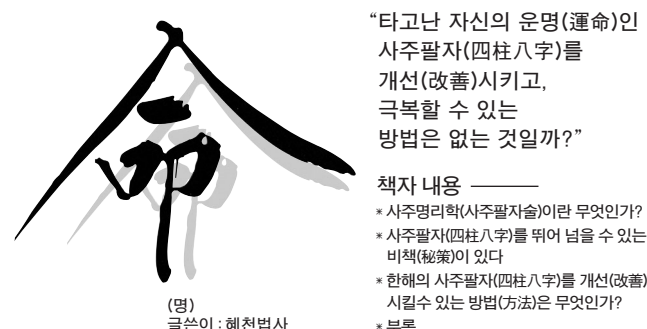 命
(명)
글쓴이 : 혜천법사
“타고난 자신의 운명(運命)인
사주팔자(四柱八字)를
개선(改善)시키고,
극복할 수 있는
방법은 없는 것일까?”
책자 내용
* 사주명리학(사주팔자술)이란 무엇인가?
* 사주팔자(四柱八字)를 뛰어 넘을 수 있는
비책(秘策)이 있다
* 한해의 사주팔자(四柱八字)를 개선(改善)
시킬수 있는 방법(方法)은 무엇인가?
* 부록